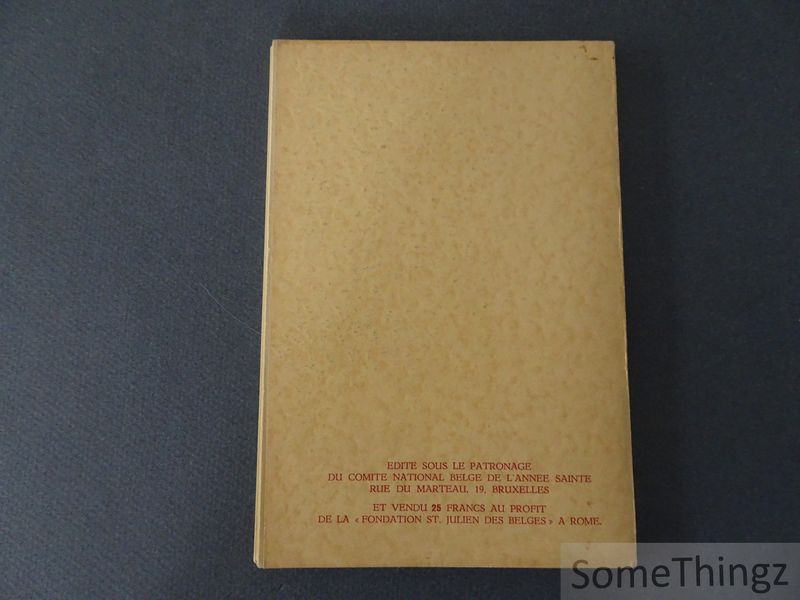 EDITE SOUS LE PATRONAGE
DU COMITE NATIONAL BELGE DE L'ANNEE SAINTE
RUE DU MARTEAU, 19, BRUXELLES
ET VENDU 25 FRANCS AU PROFIT
DE LA « FONDATION ST. JULIEN DES BELGES » A ROME.
SomeThingz